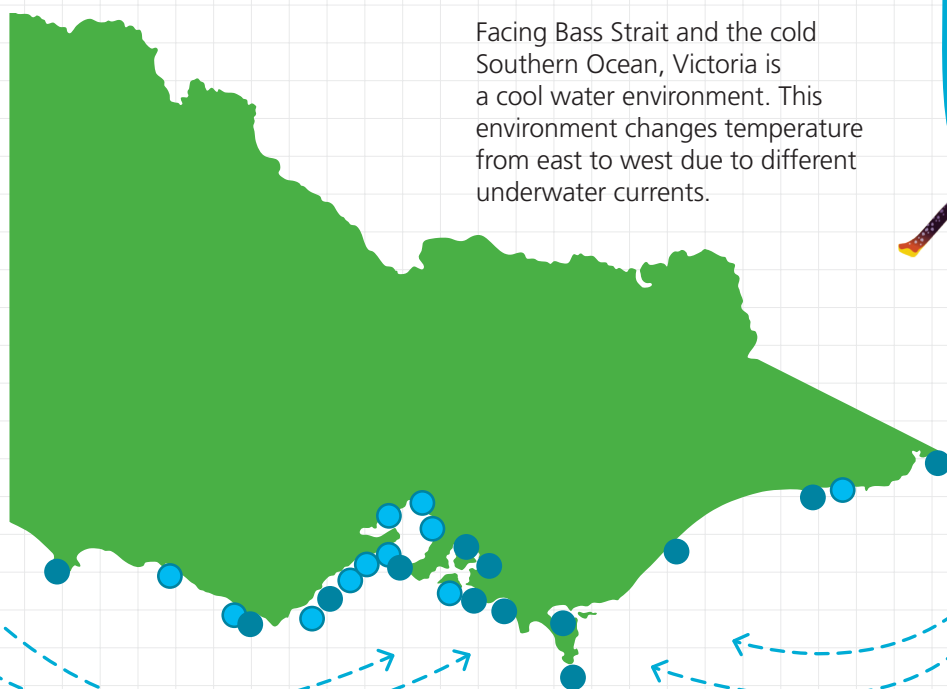 Facing Bass Strait and the cold
Southern Ocean, Victoria is
a cool water environment. This
environment changes temperature
from east to west due to different
underwater currents.